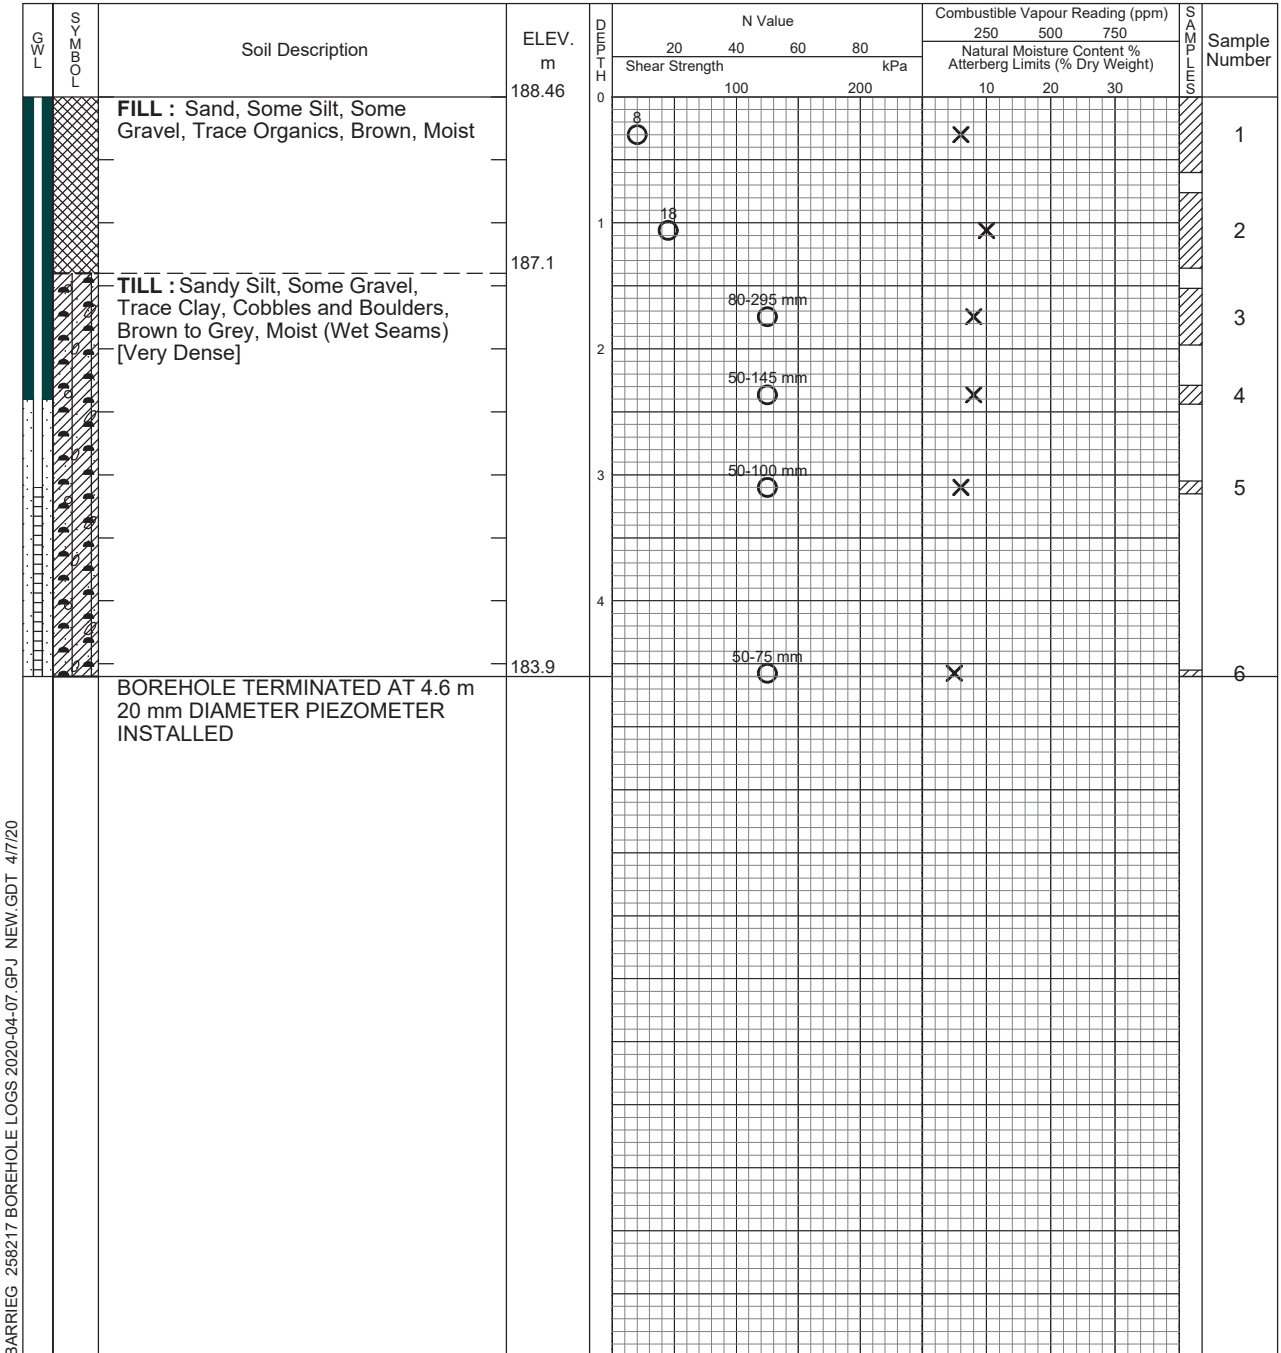 GWL
SYMBOL
Soil Description
ELEV.
m
188.46
DEPTH
N Value
20 40 60 80
Shear Strength kPa
100 200
Combustible Vapour Reading (ppm)
250 500 750
Natural Moisture Content %
Atterberg Limits (% Dry Weight)
10 20 30
SAMPLES
Sample
Number
0
FILL : Sand, Some Silt, Some
Gravel, Trace Organics, Brown, Moist
8
1
1
18
2
187.1
TILL : Sandy Silt, Some Gravel,
Trace Clay, Cobbles and Boulders,
Brown to Grey, Moist (Wet Seams)
[Very Dense]
80-295 mm
3
2
50-145 mm
4
3
50-100 mm
5
4
183.9
50-75 mm
6
BOREHOLE TERMINATED AT 4.6 m
20 mm DIAMETER PIEZOMETER
INSTALLED
BARRIEG 258217 BOREHOLE LOGS 2020-04-07.GPJ NEW.GDT 4/7/20